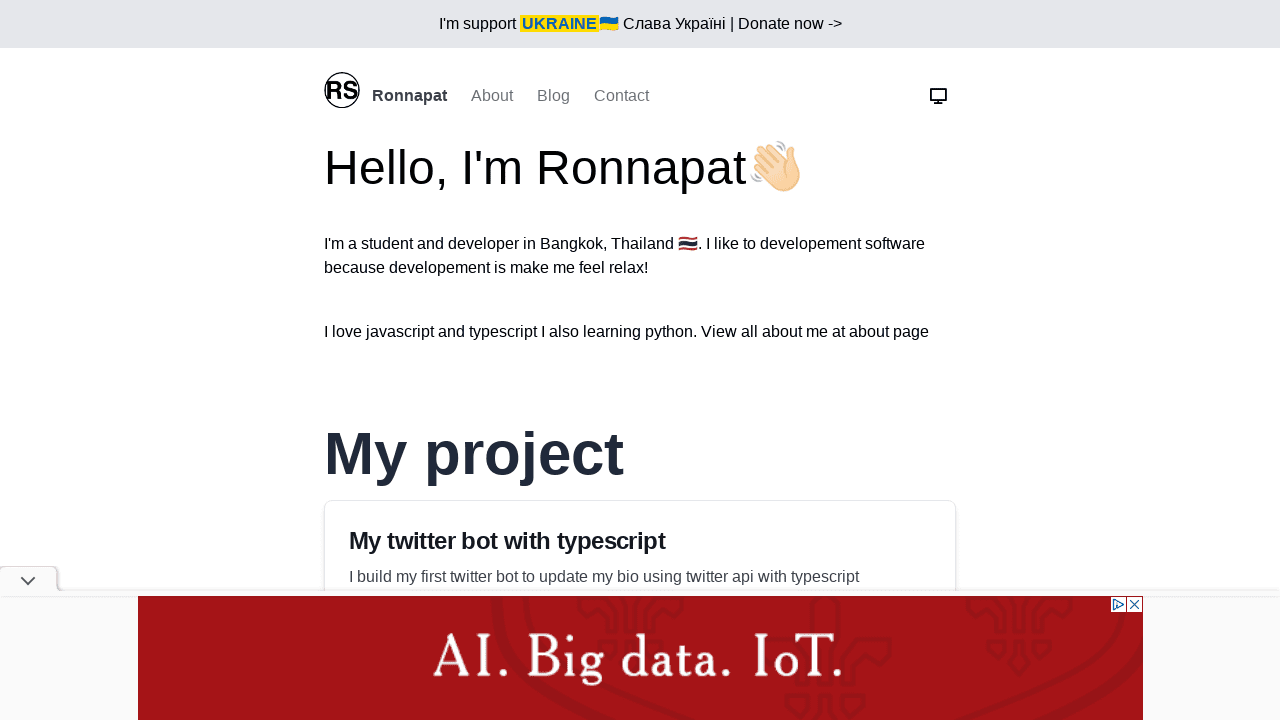 I'm support UKRAINE🇺🇦 Слава Україні | Donate now ->
RS Ronnapat About Blog Contact
Hello, I'm Ronnapat👋🏻
I'm a student and developer in Bangkok, Thailand 🇹🇭. I like to developement software
because developement is make me feel relax!
I love javascript and typescript I also learning python. View all about me at about page
My project
My twitter bot with typescript
I build my first twitter bot to update my bio using twitter api with typescript
AI. Big data. IoT.